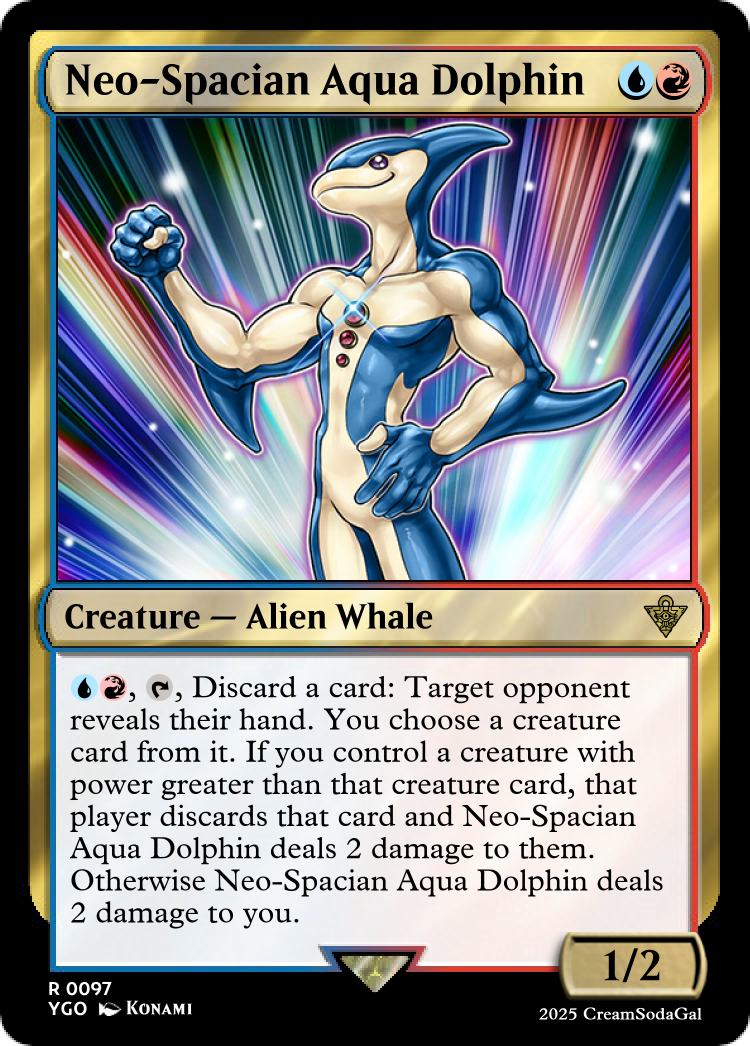 Neo-Spacian Aqua Dolphin
Creature — Alien Whale
, , Discard a card: Target opponent
reveals their hand. You choose a creature
card from it. If you control a creature with
power greater than that creature card, that
player discards that card and Neo-Spacian
Aqua Dolphin deals 2 damage to them.
Otherwise Neo-Spacian Aqua Dolphin deals
2 damage to you.
1/2
R 0097
YGO KONAMI
2025 CreamSodaGal